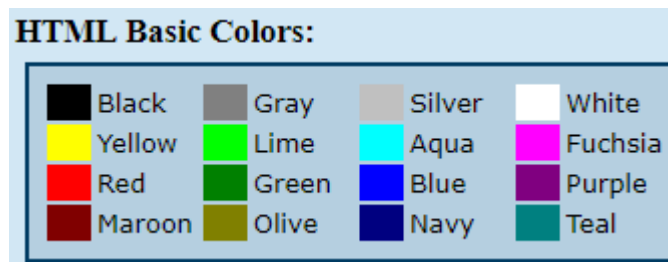 HTML Basic Colors:
Black Gray Silver White
Yellow Lime Aqua Fuchsia
Red Green Blue Purple
Maroon Olive Navy Teal